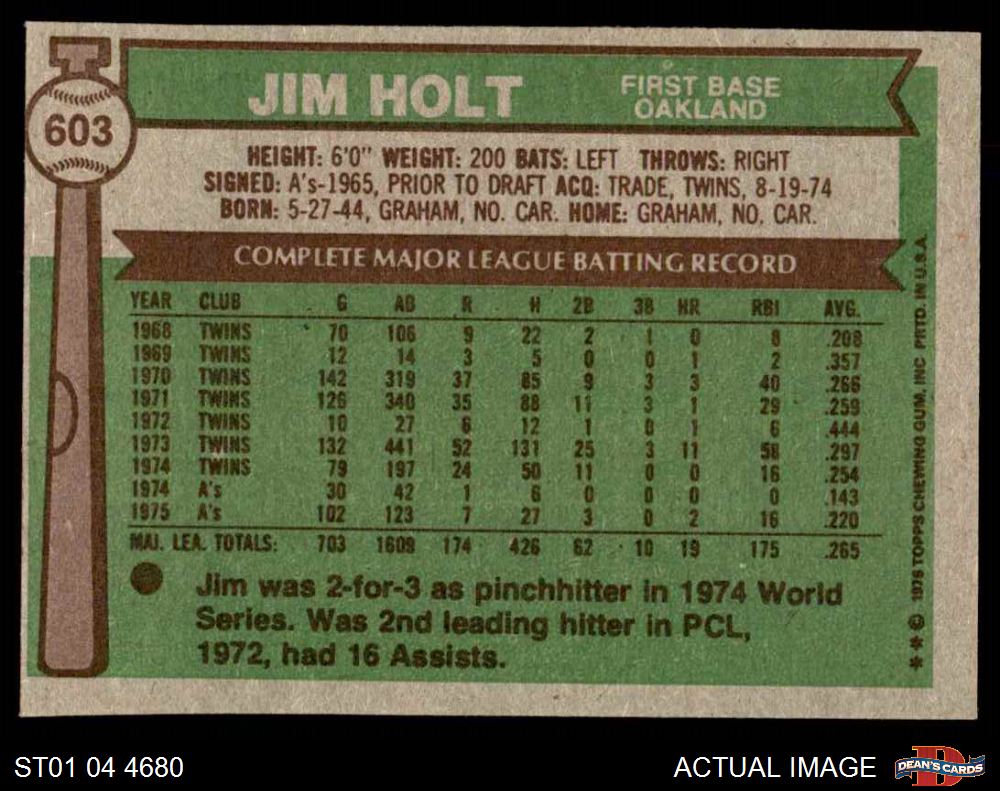 JIM HOLT
FIRST BASE
OAKLAND
603
HEIGHT: 6'0" WEIGHT: 200 BATS: LEFT THROWS: RIGHT
SIGNED: A's-1965, PRIOR TO DRAFT ACQ: TRADE, TWINS, 8-19-74
BORN: 5-27-44, GRAHAM, NO. CAR. HOME: GRAHAM, NO. CAR.
COMPLETE MAJOR LEAGUE BATTING RECORD
YEAR CLUB G AB R H 2B 3B HR RBI AVG.
1968 TWINS 70 106 9 22 2 1 0 8 .208
1969 TWINS 12 14 3 5 0 0 1 2 .357
1970 TWINS 142 319 37 85 9 3 3 40 .266
1971 TWINS 126 340 35 88 11 3 1 29 .259
1972 TWINS 10 27 6 12 1 0 0 6 .444
1973 TWINS 132 441 52 131 25 3 11 58 .297
1974 TWINS 79 197 24 50 11 0 0 16 .254
1974 A's 30 42 1 6 0 0 0 0 .143
1975 A's 102 123 7 27 3 0 2 16 .220
MAJ. LEA. TOTALS: 703 1609 174 426 62 10 19 175 .265
Jim was 2-for-3 as pinchhitter in 1974 World
Series. Was 2nd leading hitter in PCL,
1972, had 16 Assists.
* * © 1976 TOPPS CHEWING GUM, INC PRTD. IN U.S.A.
ST01 04 4680
ACTUAL IMAGE
DEAN'S CARDS